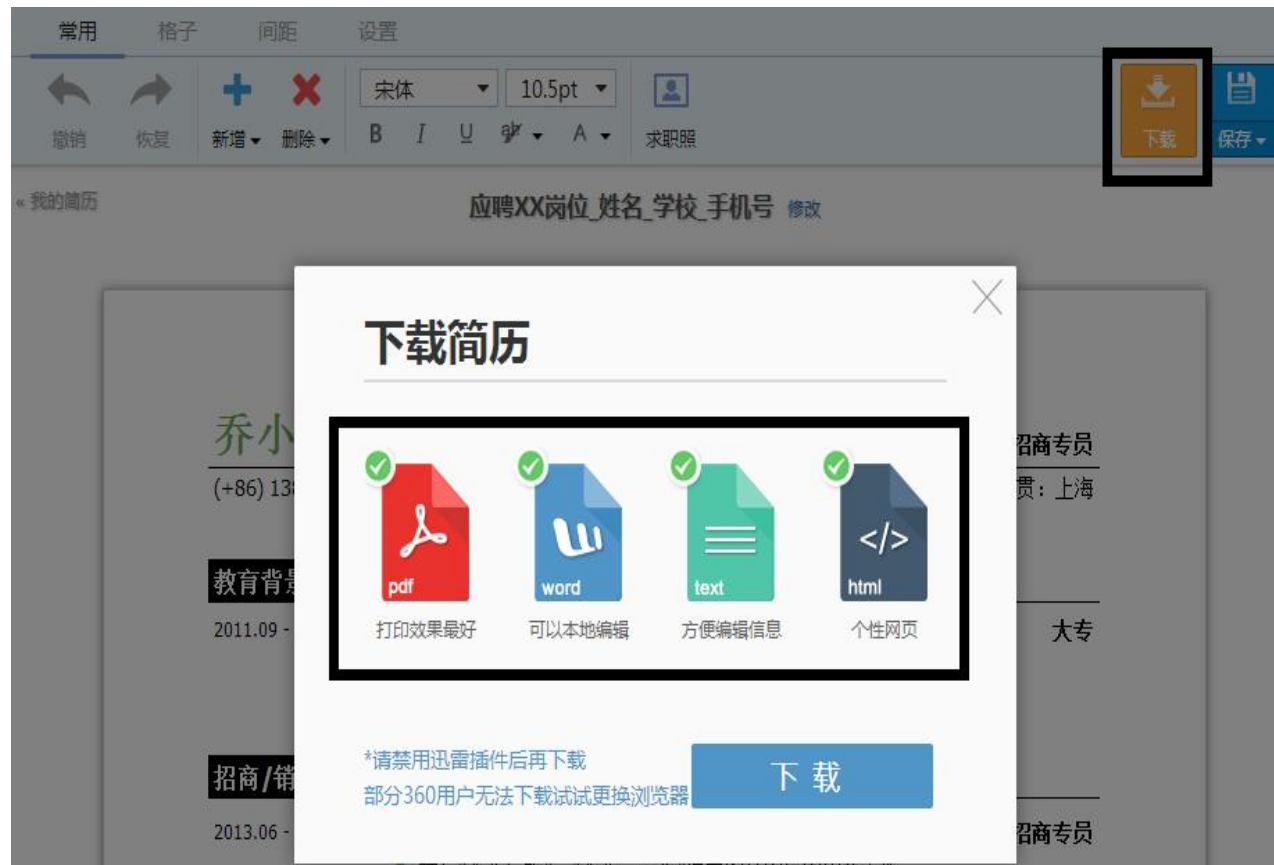 常用 格子 间距 设置
宋体 10.5pt
撤销 恢复 新增 删除 B I U ab A 求职照 下载 保存
« 我的简历 应聘XX岗位_姓名_学校_手机号 修改
下载简历
乔小 招商专员
(+86) 138 贯：上海
pdf word text </> html
打印效果最好 可以本地编辑 方便编辑信息 个性网页
教育背景
2011.09 - 大专
*请禁用迅雷插件后再下载
部分360用户无法下载试试更换浏览器
下 载
招商/销
2013.06 - 招商专员